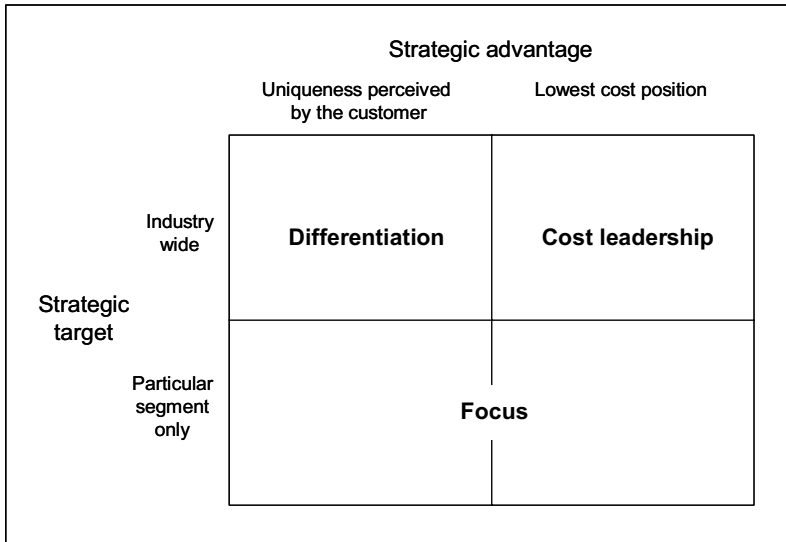 Strategic advantage
Uniqueness perceived
by the customer
Lowest cost position
Industry
wide
Differentiation
Cost leadership
Strategic
target
Particular
segment
only
Focus